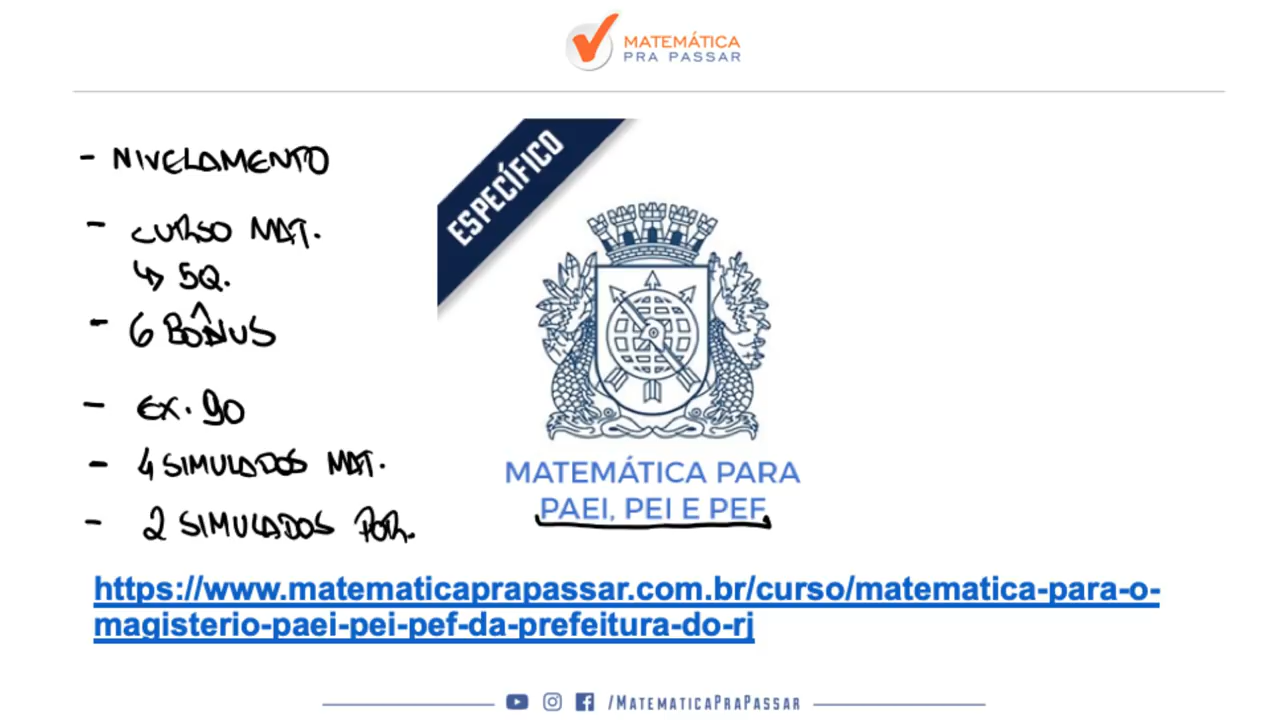 MATEMÁTICA
PRA PASSAR
- NIVELAMENTO
- CURSO MAT.
↳ 5Q.
- 6 BÔNUS
- EX. 90
- 4 SIMULADOS MAT.
- 2 SIMULADOS POR.
ESPECÍFICO
MATEMÁTICA PARA
PAEI, PEI E PEF
https://www.matematicaprapassar.com.br/curso/matematica-para-o-
magisterio-paei-pei-pef-da-prefeitura-do-rj
/MATEMATICAPRAPASSAR